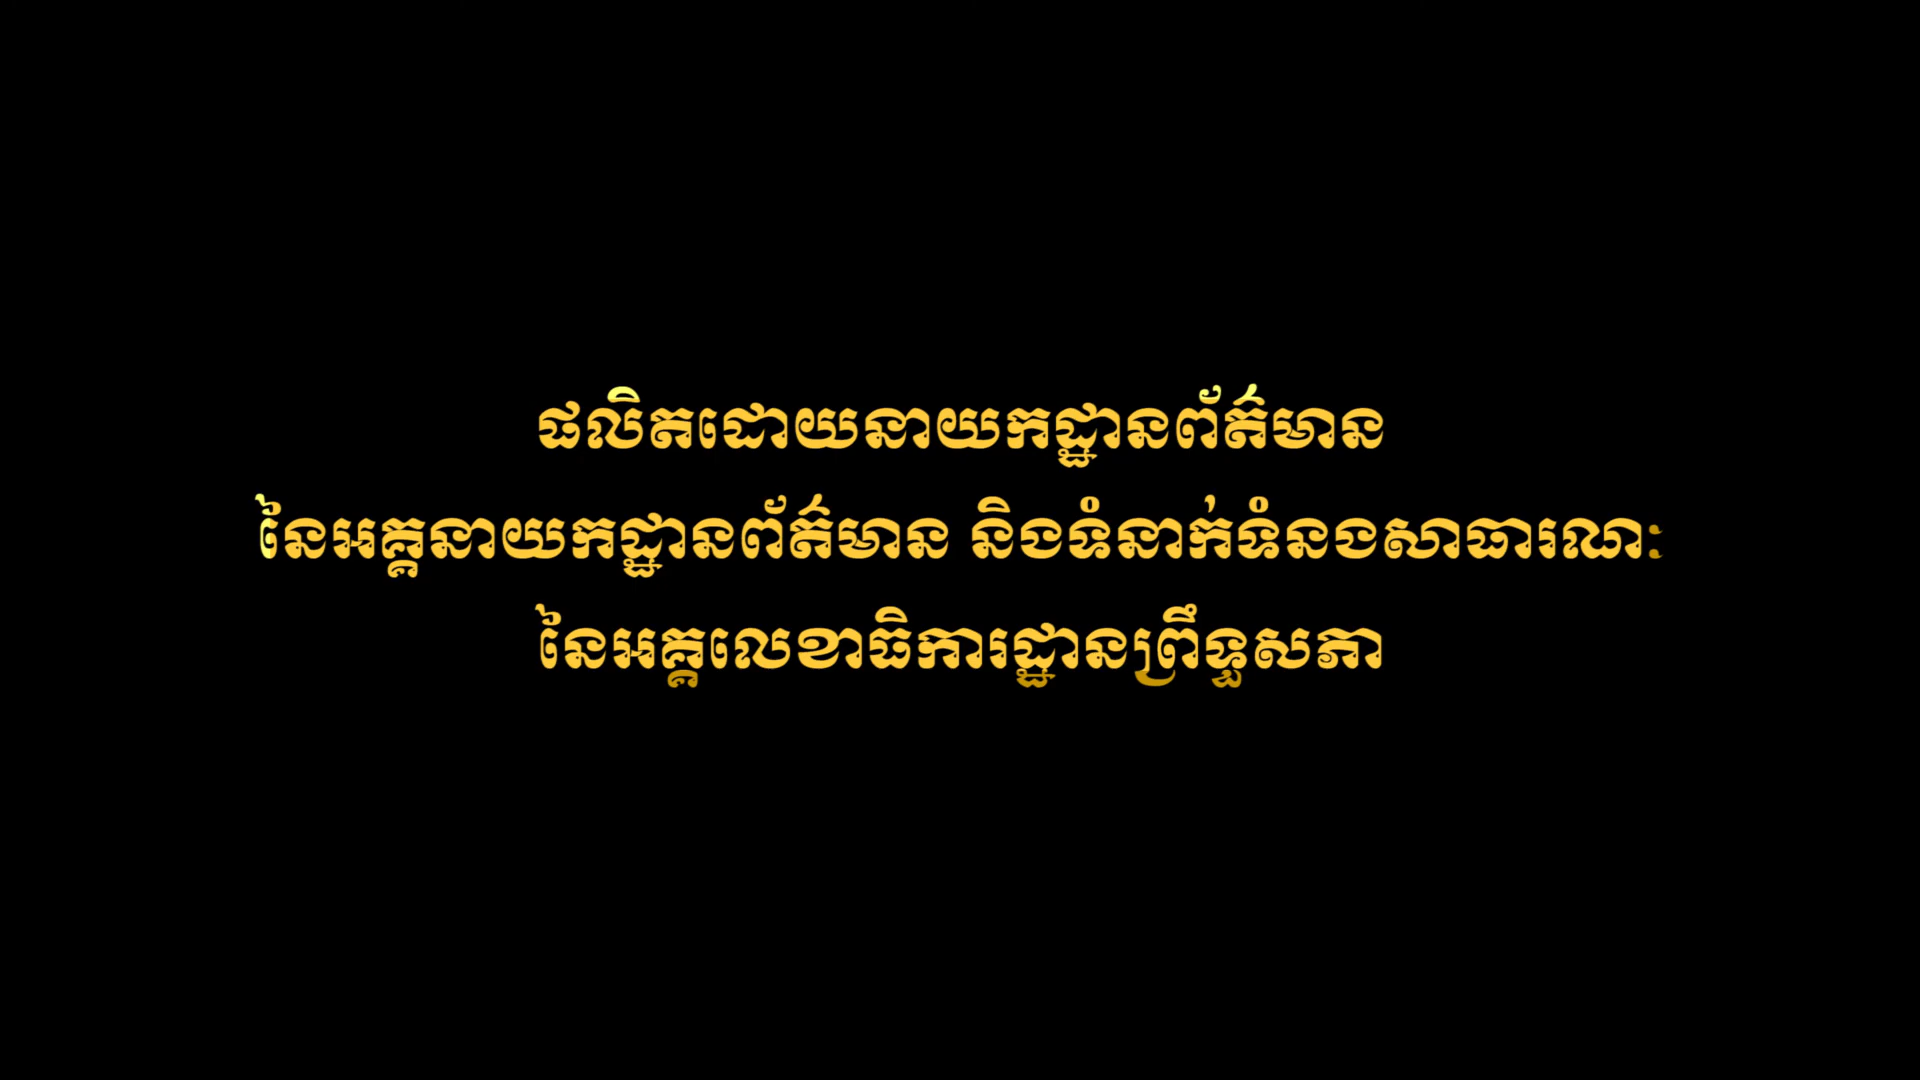 ផលិតដោយនាយកដ្ឋានព័ត៌មាន
នៃអគ្គនាយកដ្ឋានព័ត៌មាន និងទំនាក់ទំនងសាធារណៈ
នៃអគ្គលេខាធិការដ្ឋានព្រឹទ្ធសភា